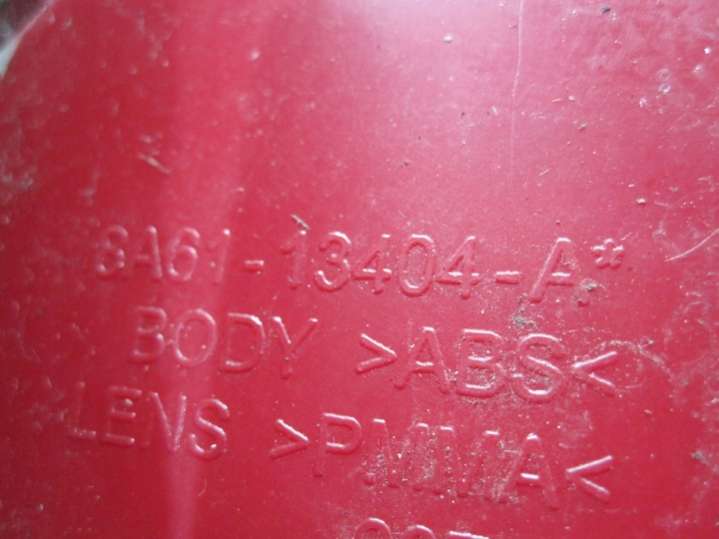 8A61-13404-A*
BODY >ABS<
LENS >PMMA<